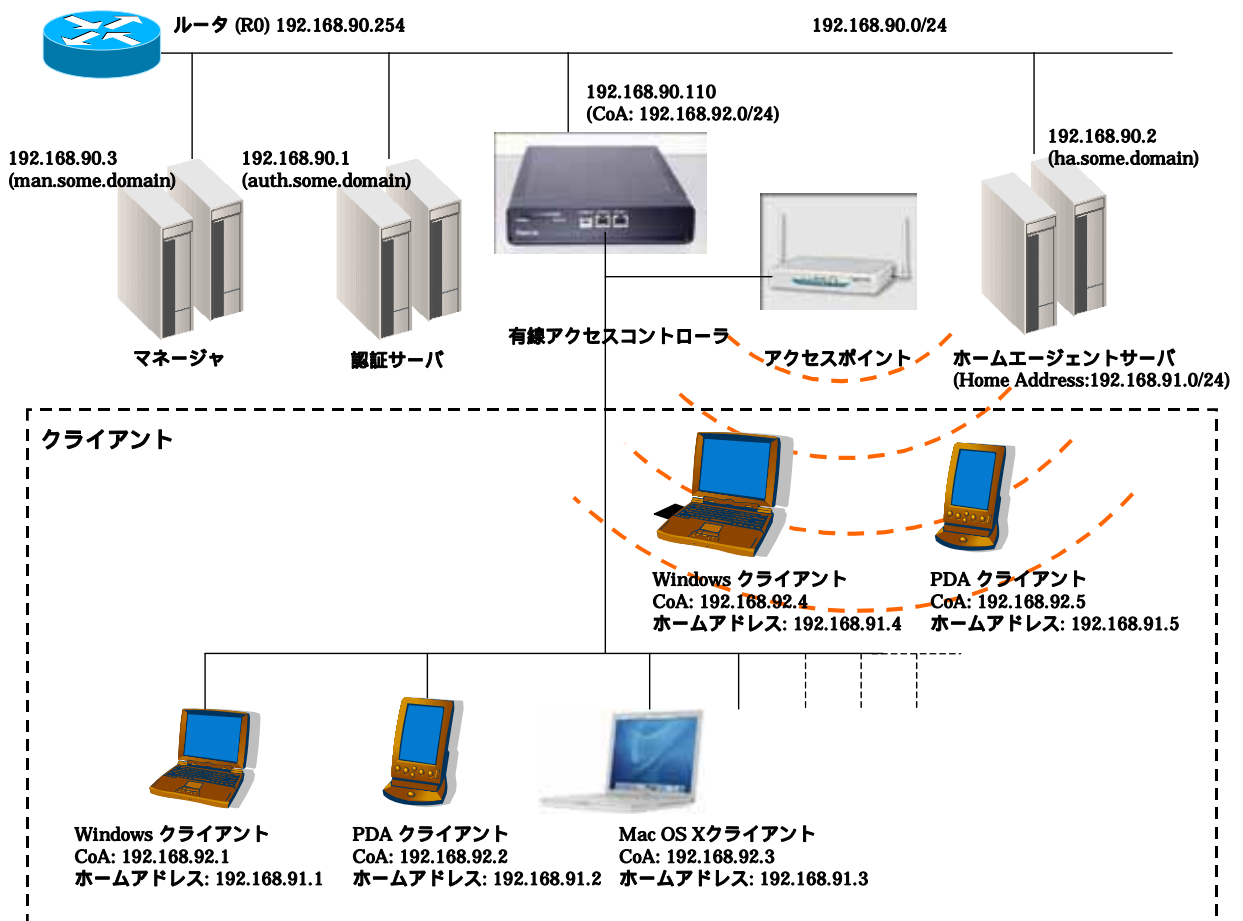 ルータ (R0) 192.168.90.254
192.168.90.0/24
192.168.90.110
(CoA: 192.168.92.0/24)
192.168.90.3
(man.some.domain)
192.168.90.1
(auth.some.domain)
192.168.90.2
(ha.some.domain)
マネージャ
認証サーバ
有線アクセスコントローラ
アクセスポイント
ホームエージェントサーバ
(Home Address:192.168.91.0/24)
クライアント
Windows クライアント
CoA: 192.168.92.4
ホームアドレス: 192.168.91.4
PDA クライアント
CoA: 192.168.92.5
ホームアドレス: 192.168.91.5
Windows クライアント
CoA: 192.168.92.1
ホームアドレス: 192.168.91.1
PDA クライアント
CoA: 192.168.92.2
ホームアドレス: 192.168.91.2
Mac OS Xクライアント
CoA: 192.168.92.3
ホームアドレス: 192.168.91.3